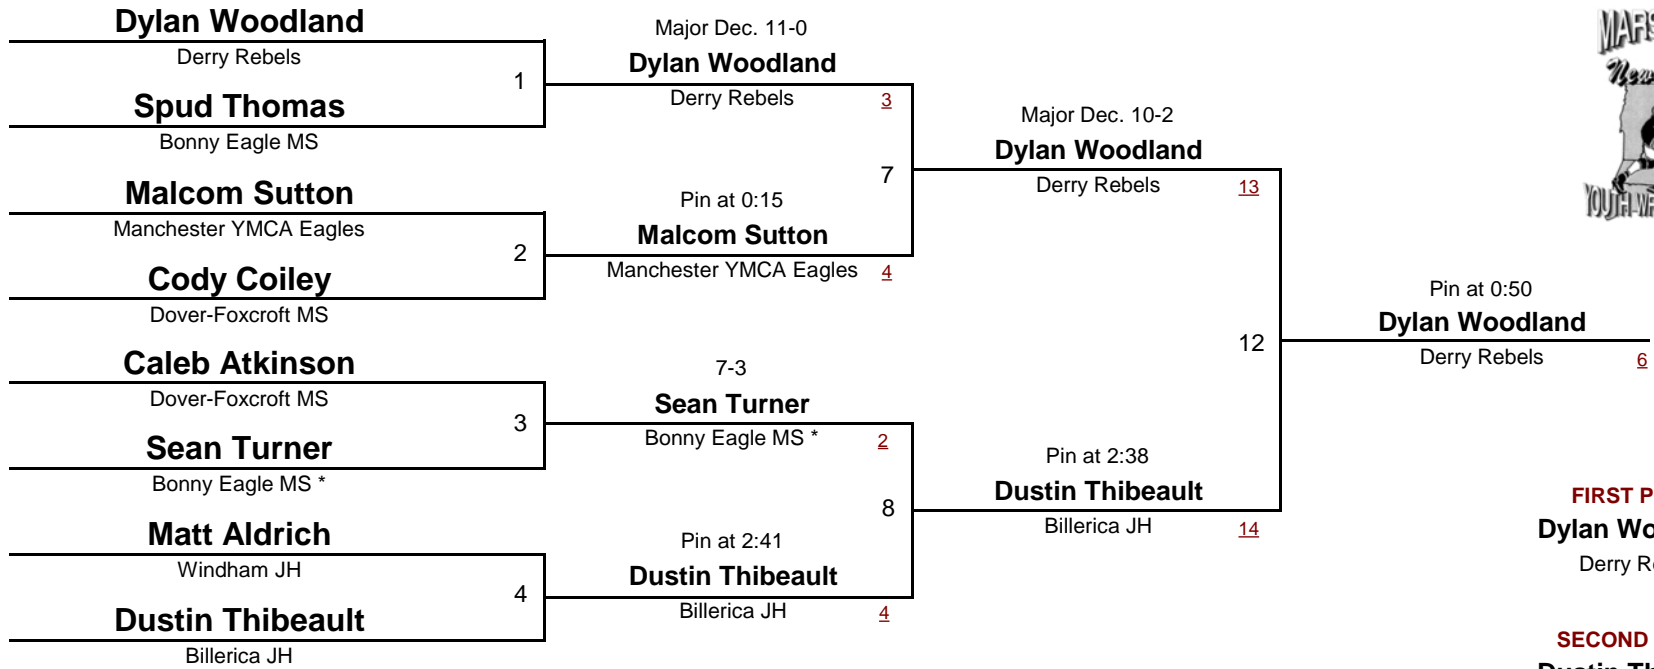 Dylan Woodland
Derry Rebels
1
Spud Thomas
Bonny Eagle MS
Malcom Sutton
Manchester YMCA Eagles
2
Cody Coiley
Dover-Foxcroft MS
Caleb Atkinson
Dover-Foxcroft MS
3
Sean Turner
Bonny Eagle MS *
Matt Aldrich
Windham JH
4
Dustin Thibeault
Billerica JH
Major Dec. 11-0
Dylan Woodland
Derry Rebels 3
7
Pin at 0:15
Malcom Sutton
Manchester YMCA Eagles 4
7-3
Sean Turner
Bonny Eagle MS * 2
8
Pin at 2:41
Dustin Thibeault
Billerica JH 4
Major Dec. 10-2
Dylan Woodland
Derry Rebels 13
12
Pin at 2:38
Dustin Thibeault
Billerica JH 14
Pin at 0:50
Dylan Woodland
Derry Rebels 6
FIRST P
Dylan Wo
Derry R
SECOND